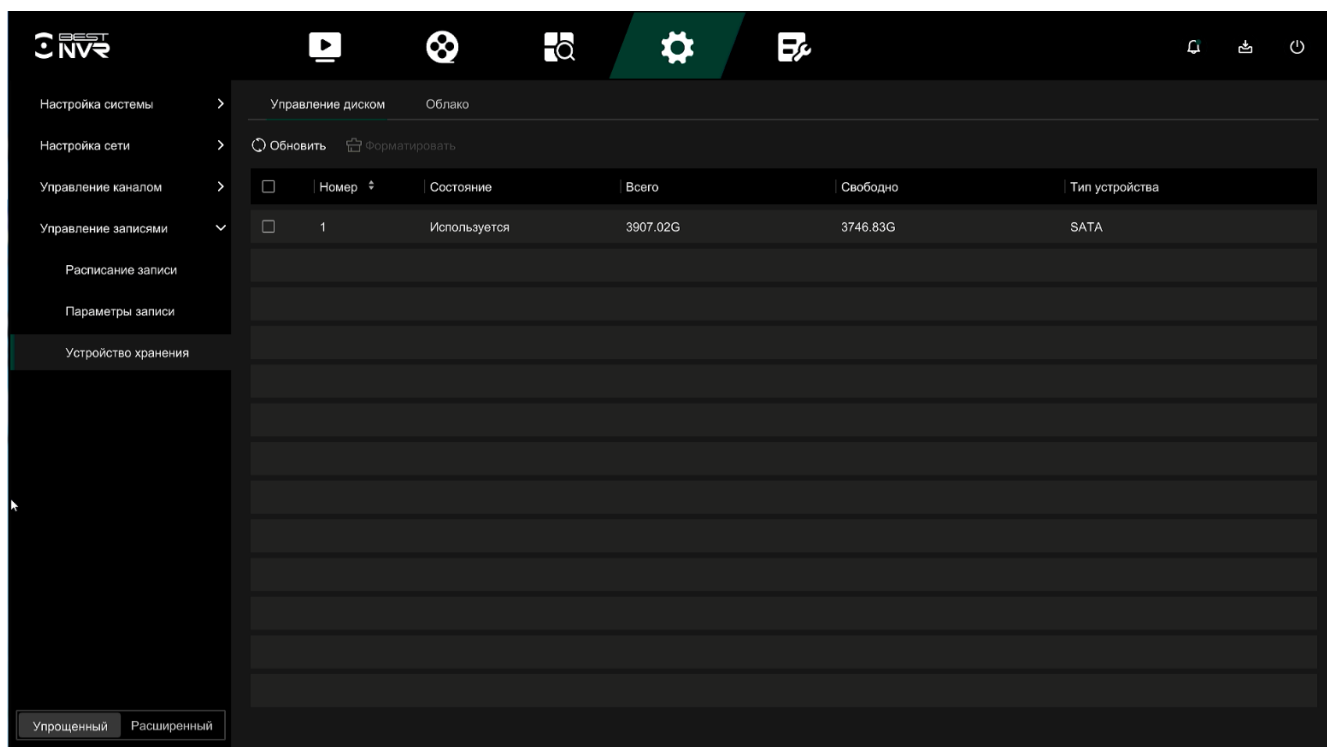 BEST
NVR
Настройка системы
Управление диском Облако
Настройка сети
Обновить Форматировать
Управление каналом
Номер Состояние Всего Свободно Тип устройства
Управление записями
1 Используется 3907.02G 3746.83G SATA
Расписание записи
Параметры записи
Устройство хранения
Упрощенный Расширенный